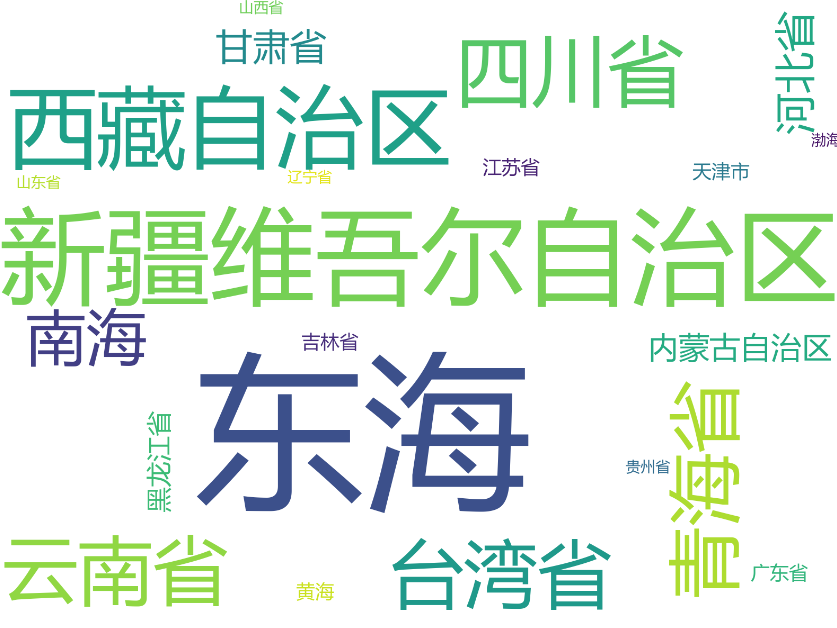 山西省
甘肃省
四川省
河北省
西藏自治区
渤海
江苏省
天津市
山东省
辽宁省
新疆维吾尔自治区
南海
吉林省
内蒙古自治区
东海
青海省
黑龙江省
贵州省
云南省
台湾省
广东省
黄海